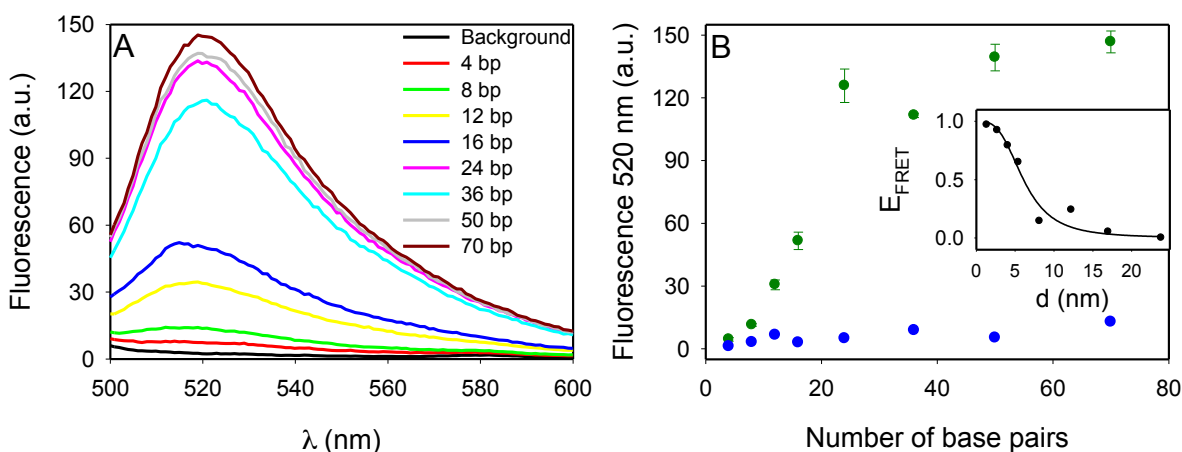 A
150
120
90
60
30
0
Fluorescence (a.u.)
500
520
540
560
580
600
λ (nm)
Background
4 bp
8 bp
12 bp
16 bp
24 bp
36 bp
50 bp
70 bp
B
150
120
90
60
30
0
Fluorescence 520 nm (a.u.)
0
20
40
60
80
Number of base pairs
1.0
0.5
0.0
EFRET
0
5
10
15
20
d (nm)